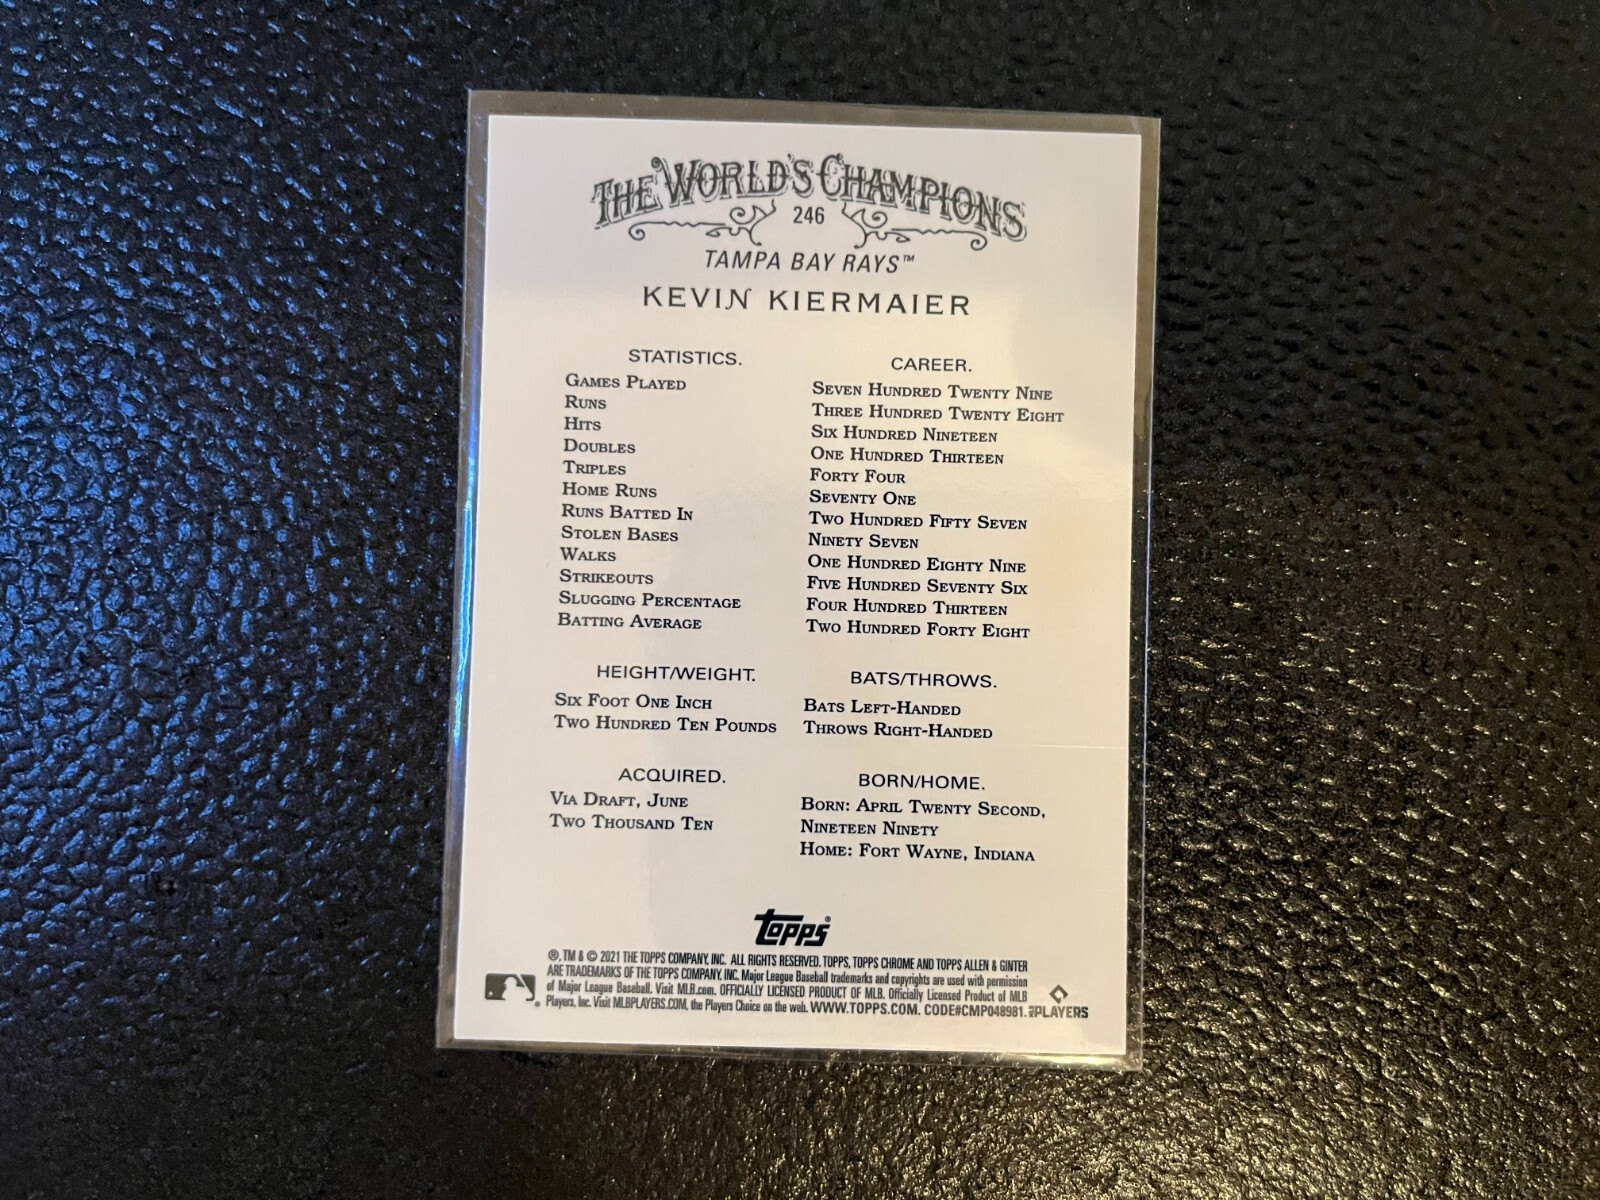 THE WORLD'S CHAMPIONS
246
TAMPA BAY RAYS™
KEVIN KIERMAIER
STATISTICS. CAREER.
GAMES PLAYED SEVEN HUNDRED TWENTY NINE
RUNS THREE HUNDRED TWENTY EIGHT
HITS SIX HUNDRED NINETEEN
DOUBLES ONE HUNDRED THIRTEEN
TRIPLES FORTY FOUR
HOME RUNS SEVENTY ONE
RUNS BATTED IN TWO HUNDRED FIFTY SEVEN
STOLEN BASES NINETY SEVEN
WALKS ONE HUNDRED EIGHTY NINE
STRIKEOUTS FIVE HUNDRED SEVENTY SIX
SLUGGING PERCENTAGE FOUR HUNDRED THIRTEEN
BATTING AVERAGE TWO HUNDRED FORTY EIGHT
HEIGHT/WEIGHT. BATS/THROWS.
SIX FOOT ONE INCH BATS LEFT-HANDED
TWO HUNDRED TEN POUNDS THROWS RIGHT-HANDED
ACQUIRED. BORN/HOME.
VIA DRAFT, JUNE BORN: APRIL TWENTY SECOND,
TWO THOUSAND TEN NINETEEN NINETY
HOME: FORT WAYNE, INDIANA
Topps®
®, TM & © 2021 THE TOPPS COMPANY, INC. ALL RIGHTS RESERVED. TOPPS, TOPPS CHROME AND TOPPS ALLEN & GINTER
ARE TRADEMARKS OF THE TOPPS COMPANY, INC. Major League Baseball trademarks and copyrights are used with permission
of Major League Baseball. Visit MLB.com. OFFICIALLY LICENSED PRODUCT OF MLB. Officially Licensed Product of MLB
Players, Inc. Visit MLBPLAYERS.COM, the Players Choice on the web. WWW.TOPPS.COM. CODE#CMP048981. PLAYERS